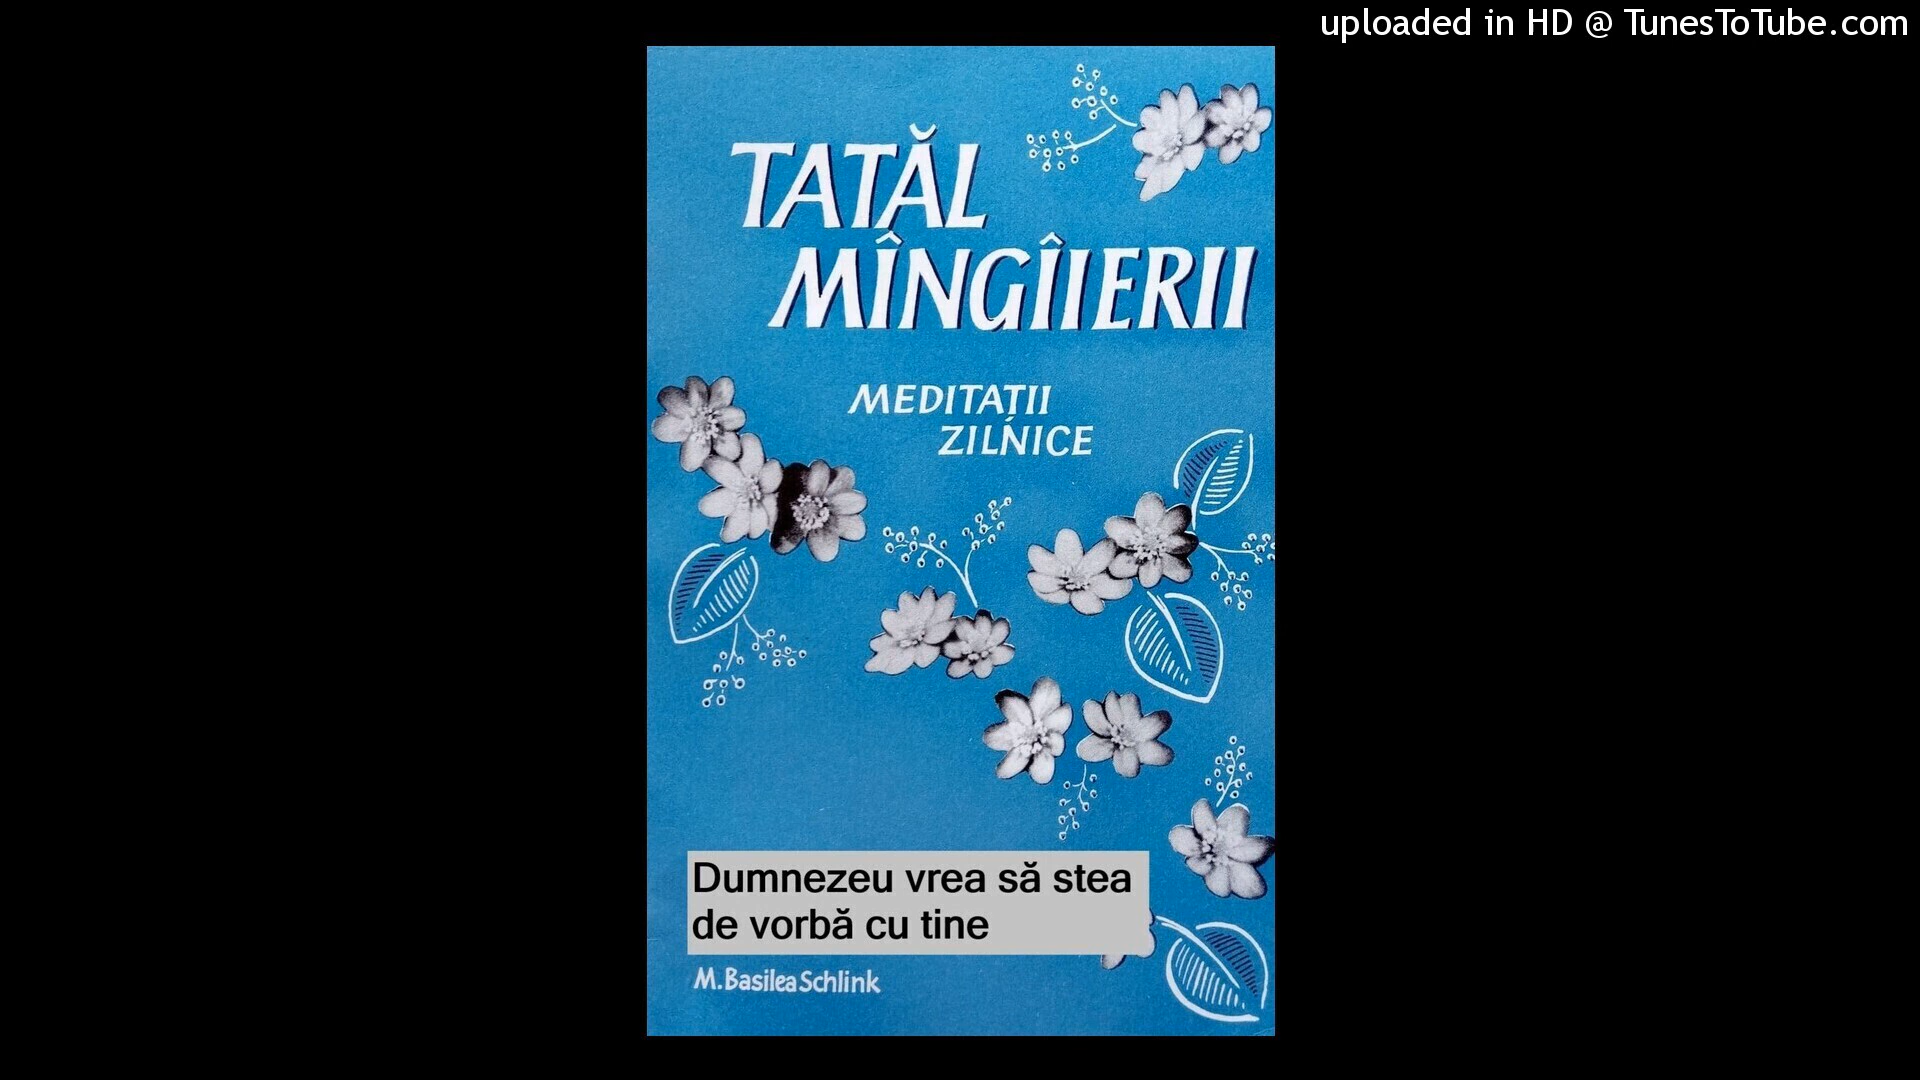 uploaded in HD @ TunesToTube.com
TATĂL
MÎNGÎIERII
MEDITAȚII
ZILNICE
Dumnezeu vrea să stea
de vorbă cu tine
M. Basilea Schlink